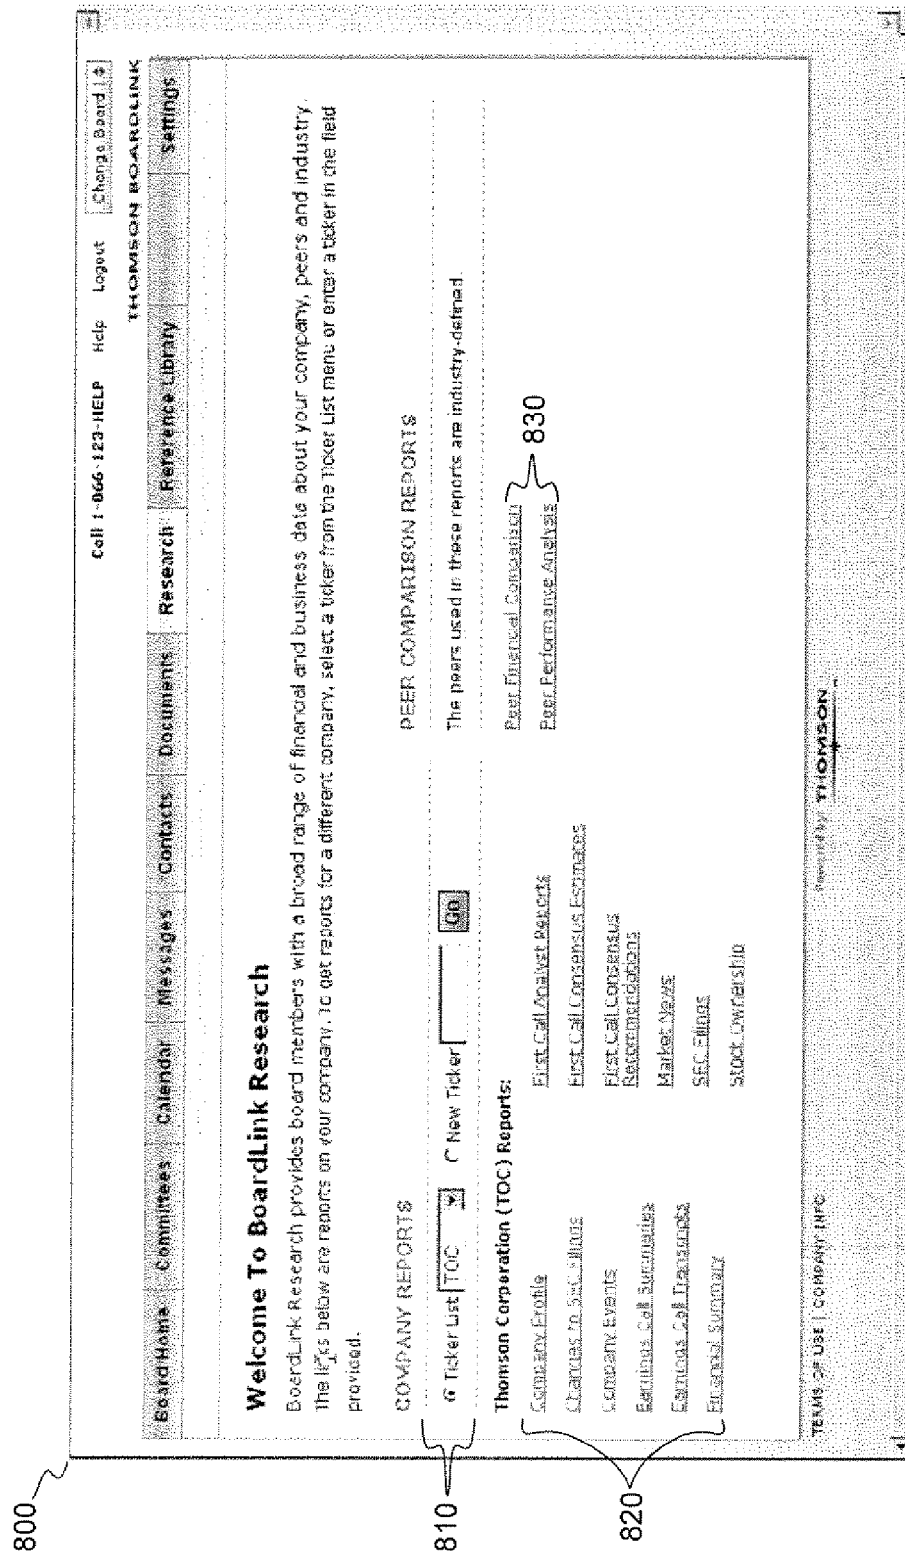 800
Call 1-866-123-HELP Help Logout Change Board
THOMSON BOARDLINK
Board Home Committees Calendar Messages Contacts Documents Research Reference Library Settings
Welcome To BoardLink Research
BoardLink Research provides board members with a broad range of financial and business data about your company, peers and industry.
The links below are reports on your company. To get reports for a different company, select a ticker from the Ticker List menu or enter a ticker in the field
provided.
COMPANY REPORTS
810
Ticker List TOC New Ticker Go
Thomson Corporation (TOC) Reports:
820
Company Profile
Changes to SEC Filings
Company Events
Earnings Call Summaries
Earnings Call Transcripts
Financial Summary
First Call Analyst Reports
First Call Consensus Estimates
First Call Consensus
Recommendations
Market News
SEC Filings
Stock Ownership
PEER COMPARISON REPORTS
The peers used in these reports are industry-defined.
Peer Financial Comparison
Peer Performance Analysis
830
TERMS OF USE | COMPANY INFO
Powered by THOMSON